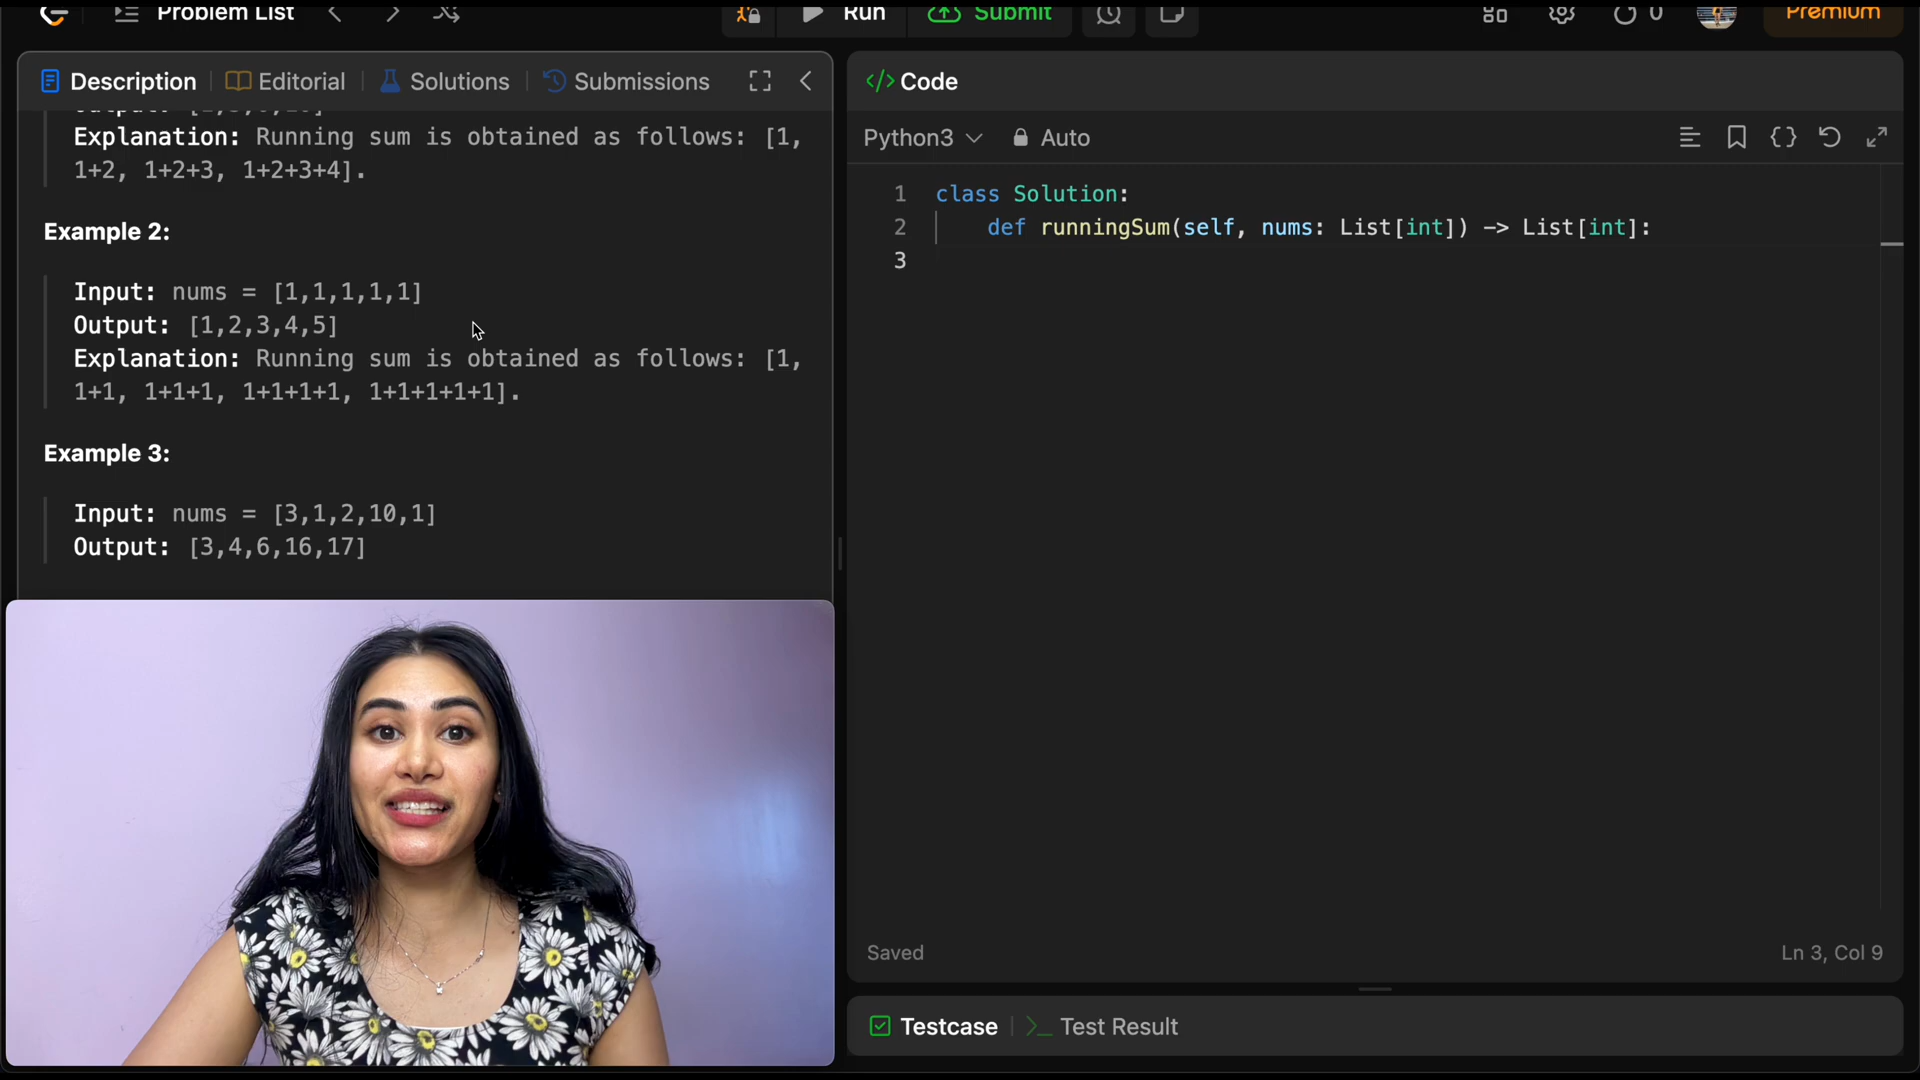 Problem List
Run
Submit
0
Premium
Description
Editorial
Solutions
Submissions
Explanation: Running sum is obtained as follows: [1,
1+2, 1+2+3, 1+2+3+4].
Example 2:
Input: nums = [1,1,1,1,1]
Output: [1,2,3,4,5]
Explanation: Running sum is obtained as follows: [1,
1+1, 1+1+1, 1+1+1+1, 1+1+1+1+1].
Example 3:
Input: nums = [3,1,2,10,1]
Output: [3,4,6,16,17]
</> Code
Python3
Auto
1 class Solution:
2 def runningSum(self, nums: List[int]) -> List[int]:
3
Saved
Ln 3, Col 9
Testcase
>_ Test Result